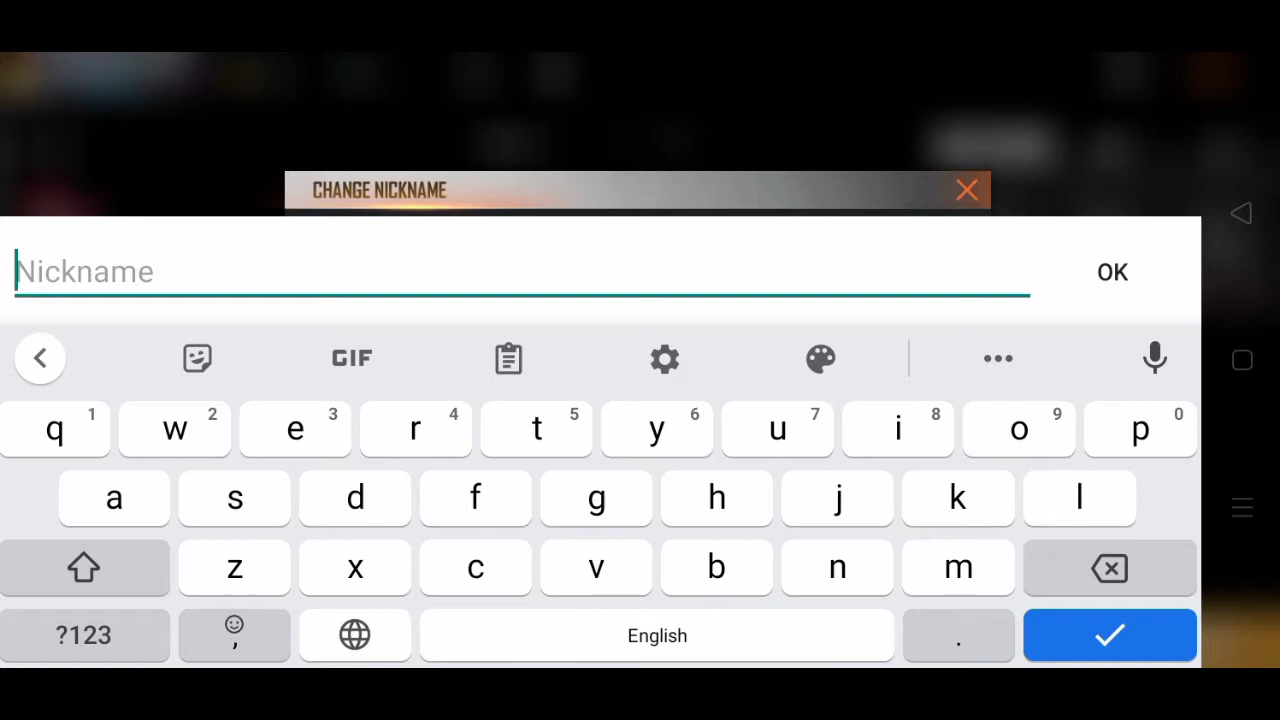 CHANGE NICKNAME
Nickname
OK
GIF
q 1 w 2 e 3 r 4 t 5 y 6 u 7 i 8 o 9 p 0
a s d f g h j k l
z x c v b n m
?123 , English .